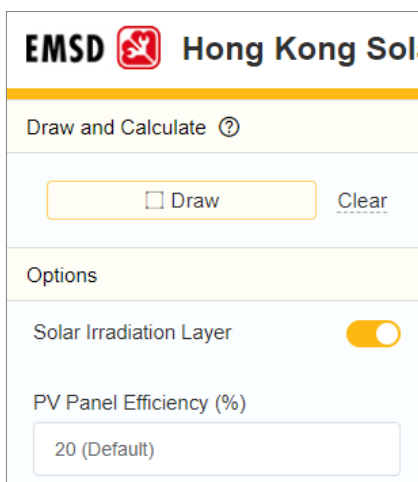 EMSD Hong Kong Sol
Draw and Calculate ?
Draw Clear
Options
Solar Irradiation Layer
PV Panel Efficiency (%)
20 (Default)